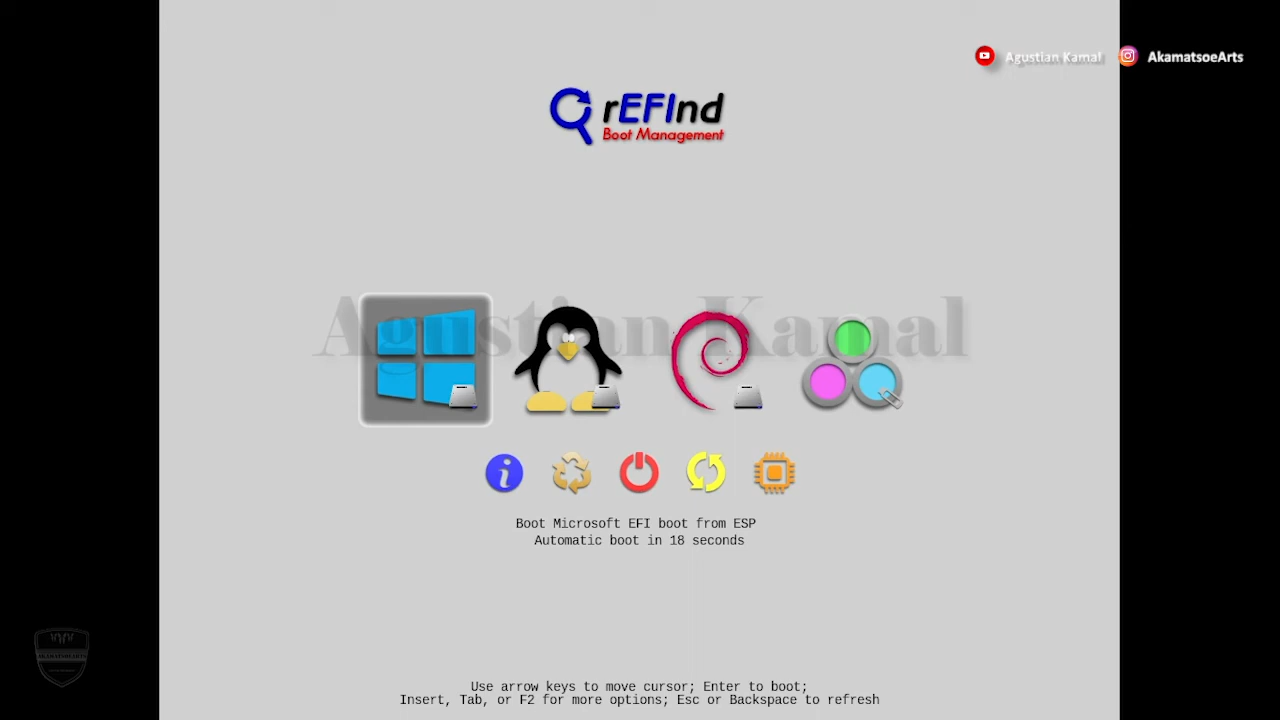 Agustian Kamal
AkamatsoeArts
rEFInd
Boot Management
Agustian Kamal
Boot Microsoft EFI boot from ESP
Automatic boot in 18 seconds
AKAMATSOEARTS
Use arrow keys to move cursor; Enter to boot;
Insert, Tab, or F2 for more options; Esc or Backspace to refresh